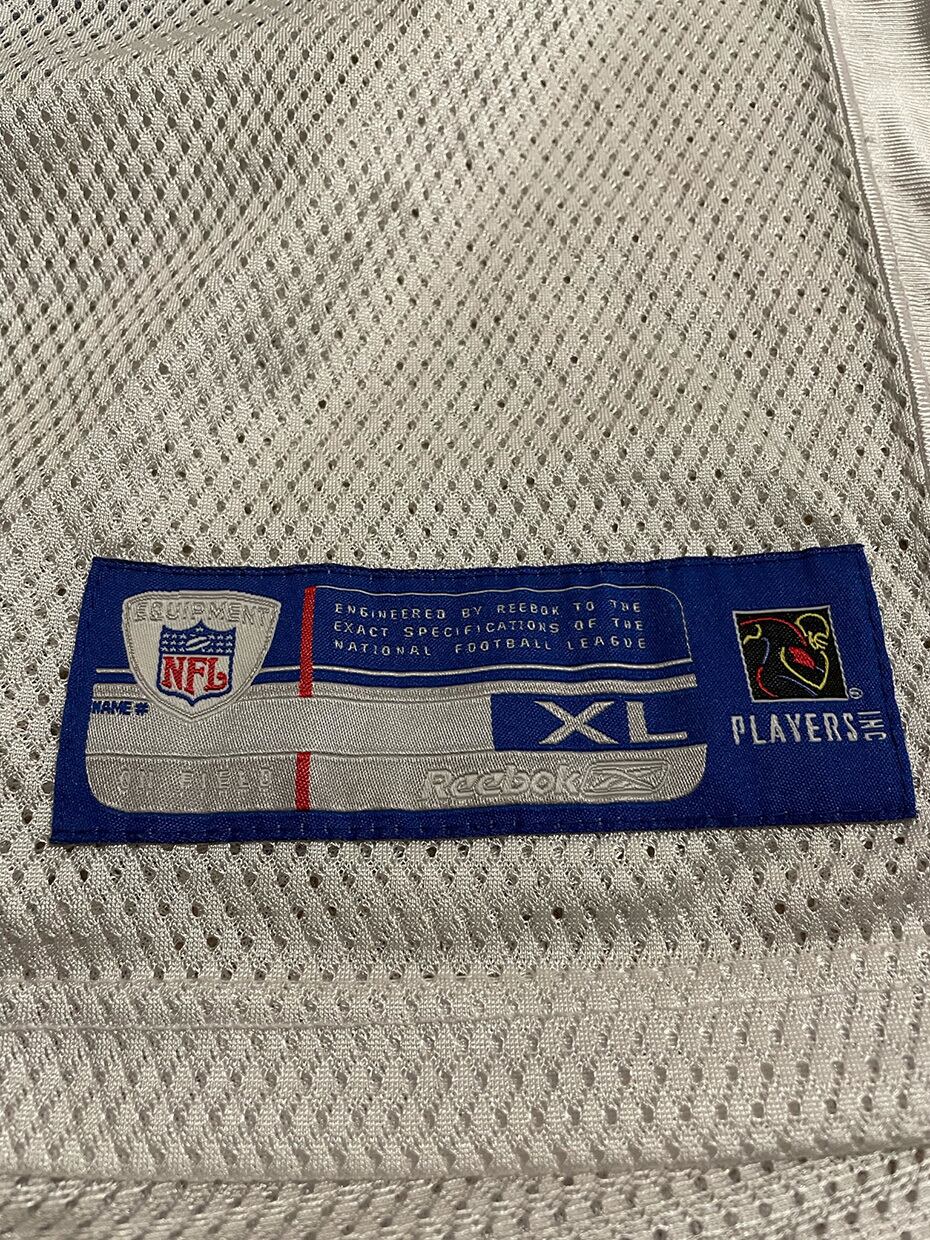 EQUIPMENT
NFL
ENGINEERED BY REEBOK TO THE
EXACT SPECIFICATIONS OF THE
NATIONAL FOOTBALL LEAGUE
NAME #
XL
ON FIELD
Reebok
PLAYERS INC
®